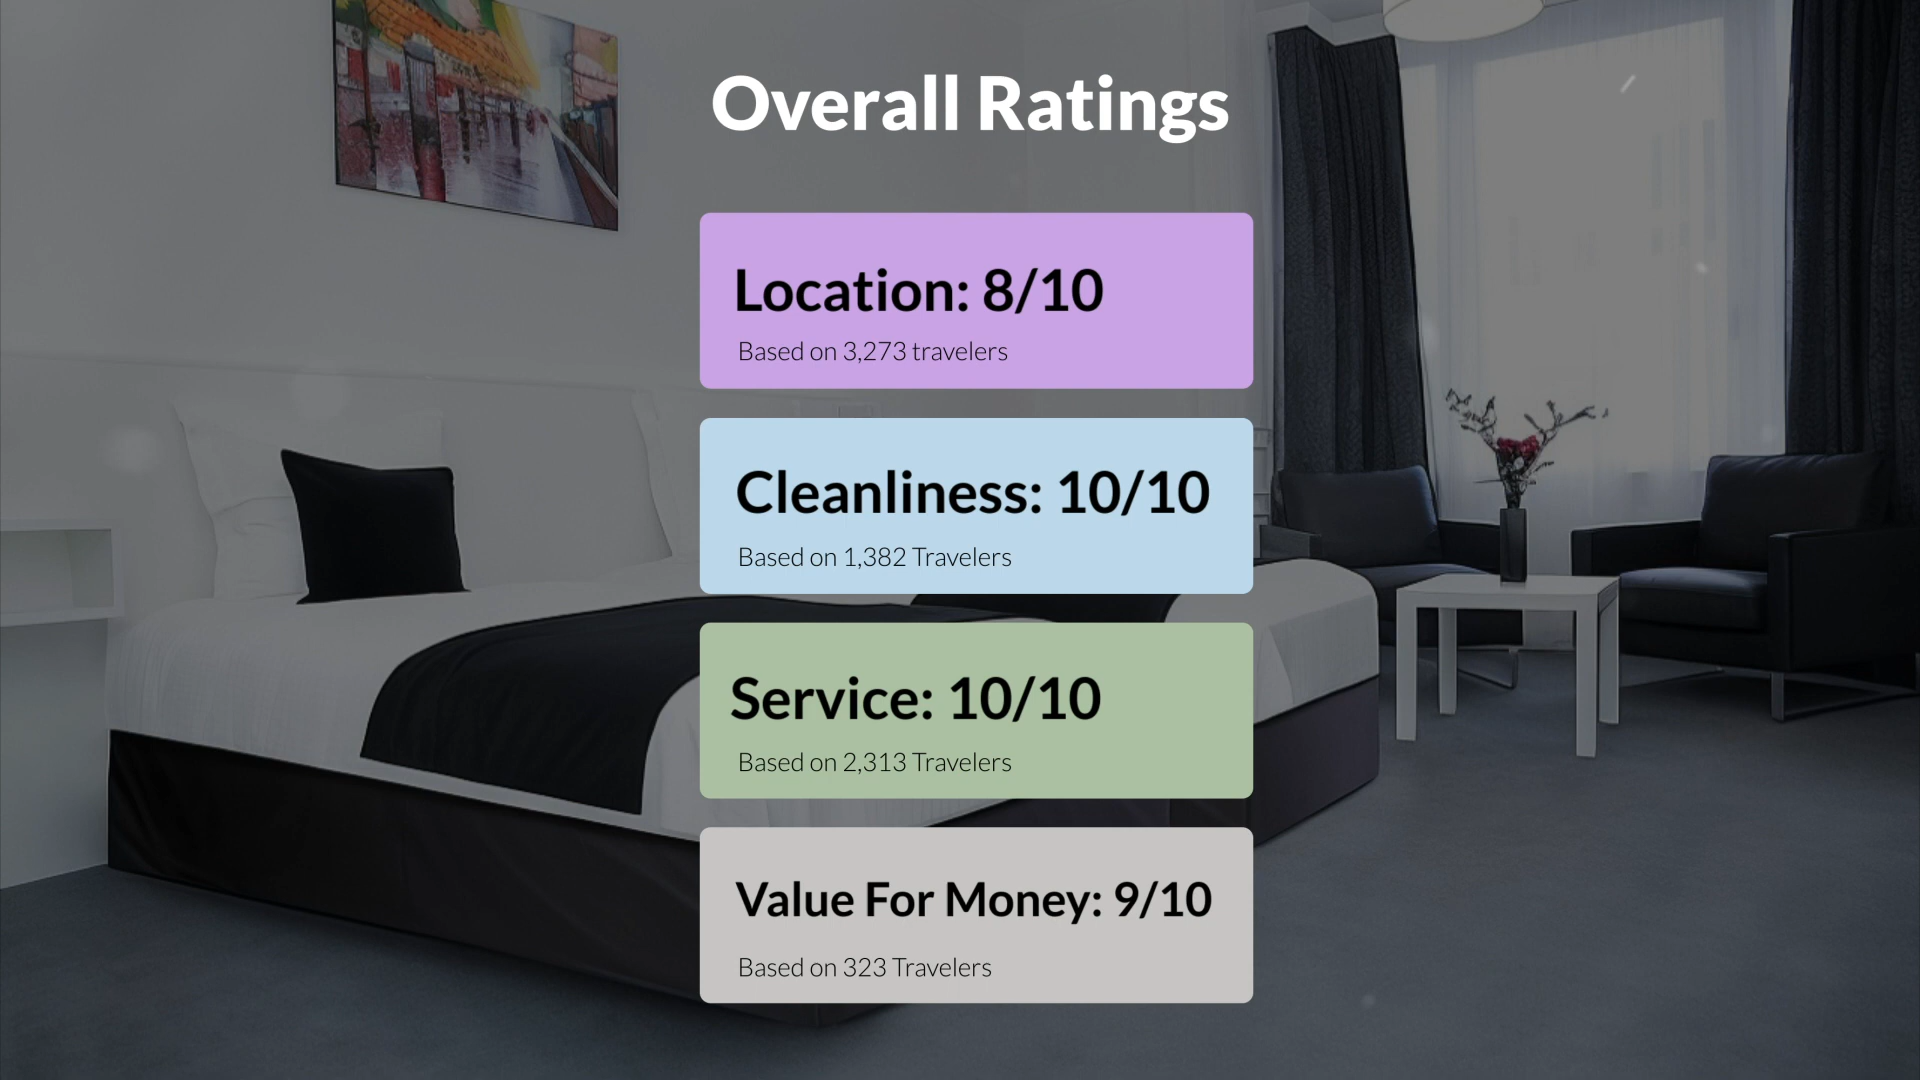 Overall Ratings
Location: 8/10
Based on 3,273 travelers
Cleanliness: 10/10
Based on 1,382 Travelers
Service: 10/10
Based on 2,313 Travelers
Value For Money: 9/10
Based on 323 Travelers